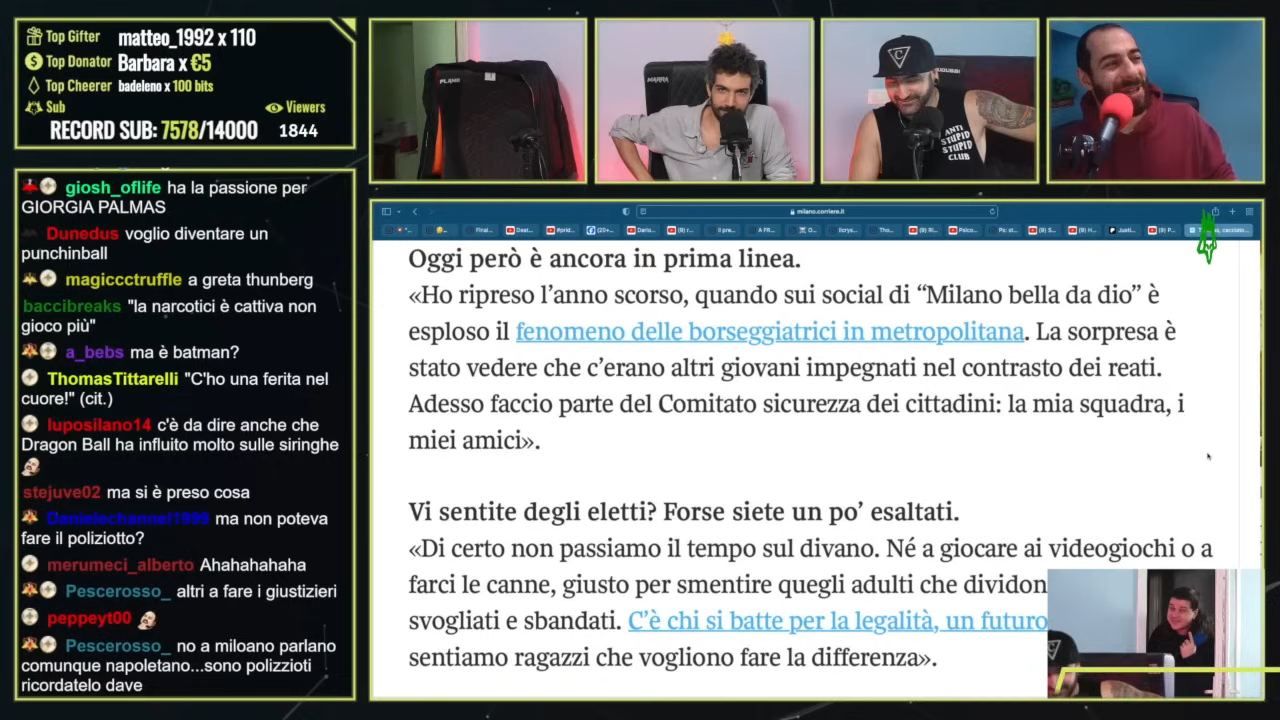 Top Gifter matteo_1992 x 110
Top Donator Barbara x €5
Top Cheerer badeleno x 100 bits
Sub Viewers
RECORD SUB: 7578/14000 1844
giosh_oflife ha la passione per
GIORGIA PALMAS
Dunedus voglio diventare un
punchinball
magiccctruffle a greta thunberg
baccibreaks "la narcotici è cattiva non
gioco più"
a_bebs ma è batman?
ThomasTittarelli "C'ho una ferita nel
cuore!" (cit.)
luposilano14 c'è da dire anche che
Dragon Ball ha influito molto sulle siringhe
stejuve02 ma si è preso cosa
Danielechannel1999 ma non poteva
fare il poliziotto?
merumeci_alberto Ahahahahaha
Pescerosso_ altri a fare i giustizieri
peppeyt00
Pescerosso_ no a miloano parlano
comunque napoletano...sono polizzioti
ricordatelo dave
MARRA
ANTI
STUPID
STUPID
CLUB
milano.corriere.it
Oggi però è ancora in prima linea.
«Ho ripreso l'anno scorso, quando sui social di “Milano bella da dio” è
esploso il fenomeno delle borseggiatrici in metropolitana. La sorpresa è
stato vedere che c'erano altri giovani impegnati nel contrasto dei reati.
Adesso faccio parte del Comitato sicurezza dei cittadini: la mia squadra, i
miei amici».
Vi sentite degli eletti? Forse siete un po' esaltati.
«Di certo non passiamo il tempo sul divano. Né a giocare ai videogiochi o a
farci le canne, giusto per smentire quegli adulti che dividon
svogliati e sbandati. C'è chi si batte per la legalità, un futuro
sentiamo ragazzi che vogliono fare la differenza».